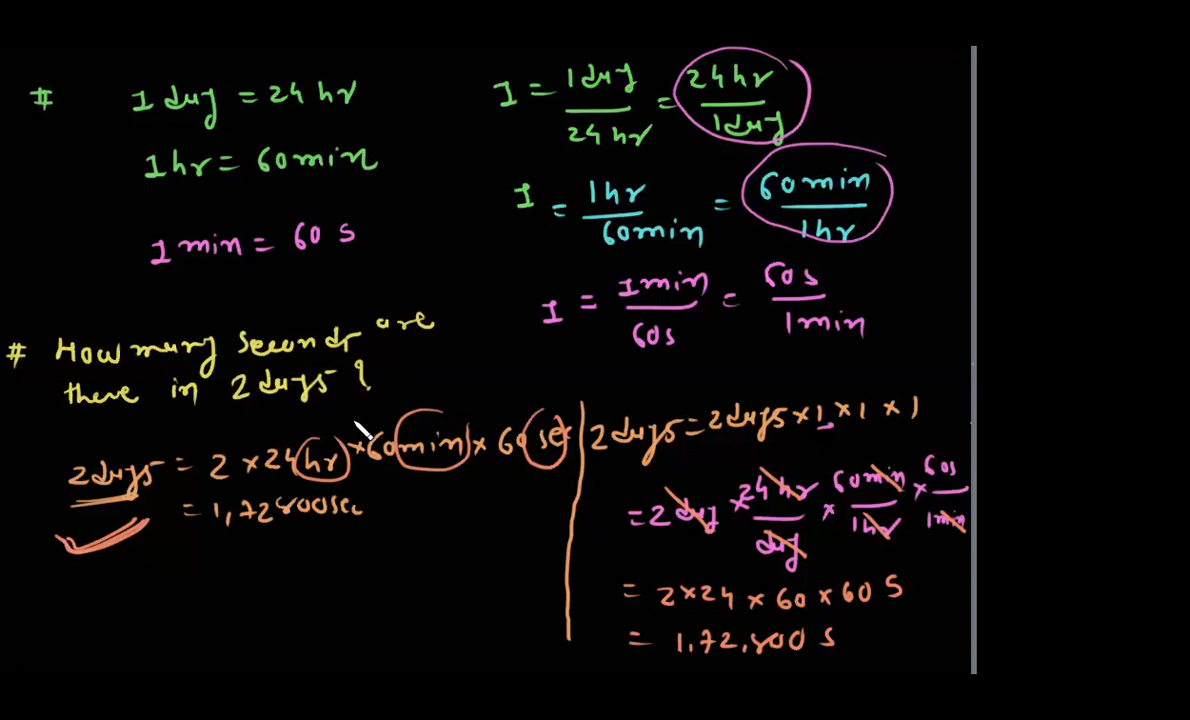 # 1 day = 24 hr
1 hr = 60 min
1 min = 60 s
1 = 1 day / 24 hr = 24 hr / 1 day
1 = 1 hr / 60 min = 60 min / 1 hr
1 = 1 min / 60 s = 60 s / 1 min
# How many seconds are
there in 2 days ?
2 days = 2 × 24 hr × 60 min × 60 sec
= 1,72800 sec
2 days = 2 days × 1 × 1 × 1
= 2 day × 24 hr / day × 60 min / 1 hr × 60 s / 1 min
= 2 × 24 × 60 × 60 S
= 1,72,800 S